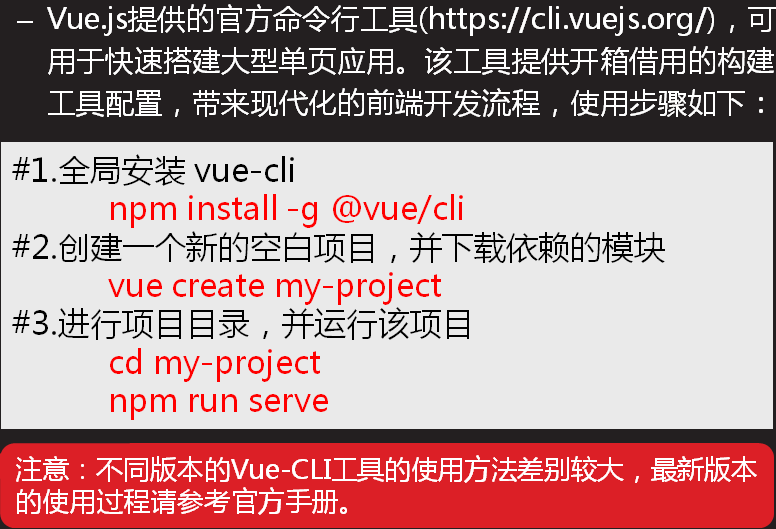 – Vue.js提供的官方命令行工具(https://cli.vuejs.org/)，可
用于快速搭建大型单页应用。该工具提供开箱借用的构建
工具配置，带来现代化的前端开发流程，使用步骤如下：
#1.全局安装 vue-cli
npm install -g @vue/cli
#2.创建一个新的空白项目，并下载依赖的模块
vue create my-project
#3.进行项目目录，并运行该项目
cd my-project
npm run serve
注意：不同版本的Vue-CLI工具的使用方法差别较大，最新版本
的使用过程请参考官方手册。